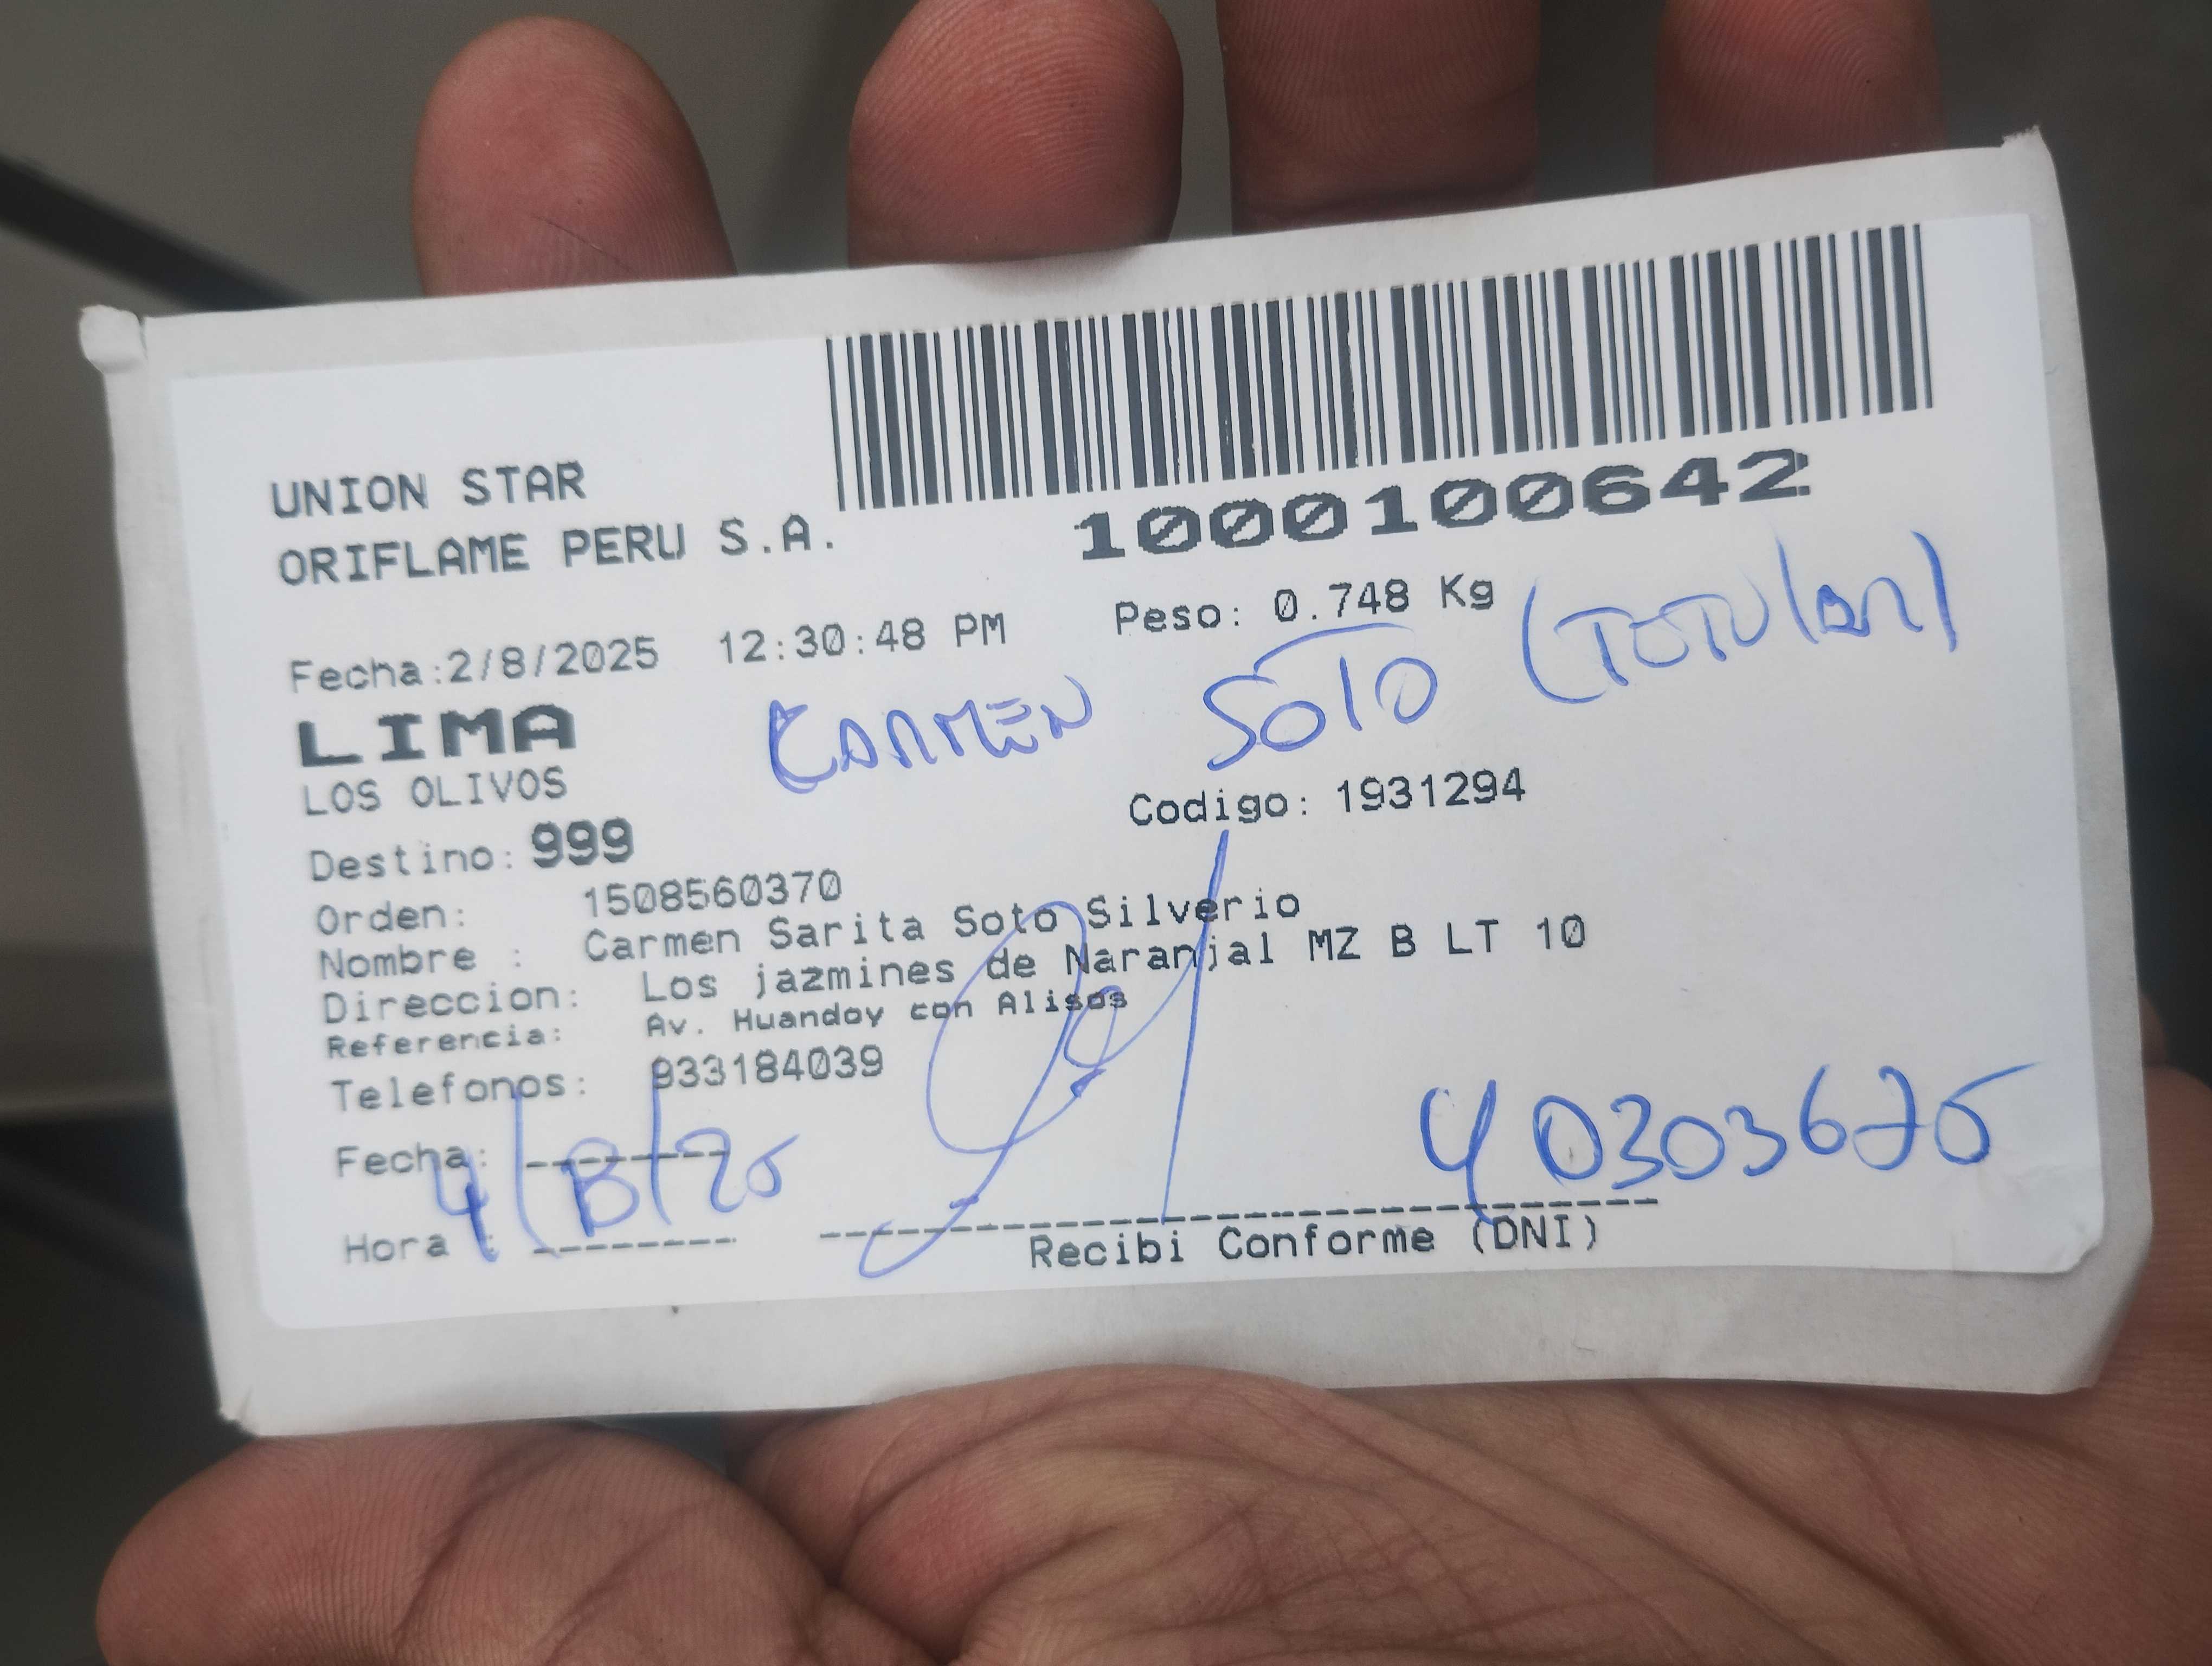 UNION STAR
ORIFLAME PERU S.A.
1000100642
Fecha:2/8/2025 12:30:48 PM Peso: 0.748 Kg
CARMEN SOTO (TOTULAR)
LIMA
LOS OLIVOS
Codigo: 1931294
Destino: 999
Orden: 1508560370
Nombre : Carmen Sarita Soto Silverio
Direccion: Los jazmines de Naranjal MZ B LT 10
Referencia: Av. Huandoy con Alisos
Telefonos: 933184039
Fecha: 4/8/25
40303675
Hora :
Recibi Conforme (DNI)